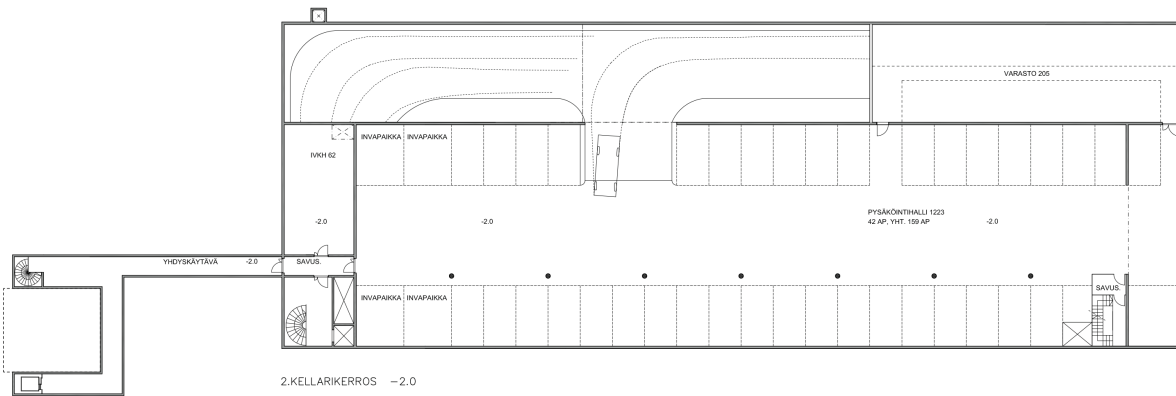 VARASTO 205
INVAPAIKKA INVAPAIKKA
IVKH 62
-2.0
-2.0
PYSÄKÖINTIHALLI 1223
42 AP, YHT. 159 AP
-2.0
YHDYSKÄYTÄVÄ -2.0
SAVUS.
SAVUS.
INVAPAIKKA INVAPAIKKA
2.KELLARIKERROS -2.0